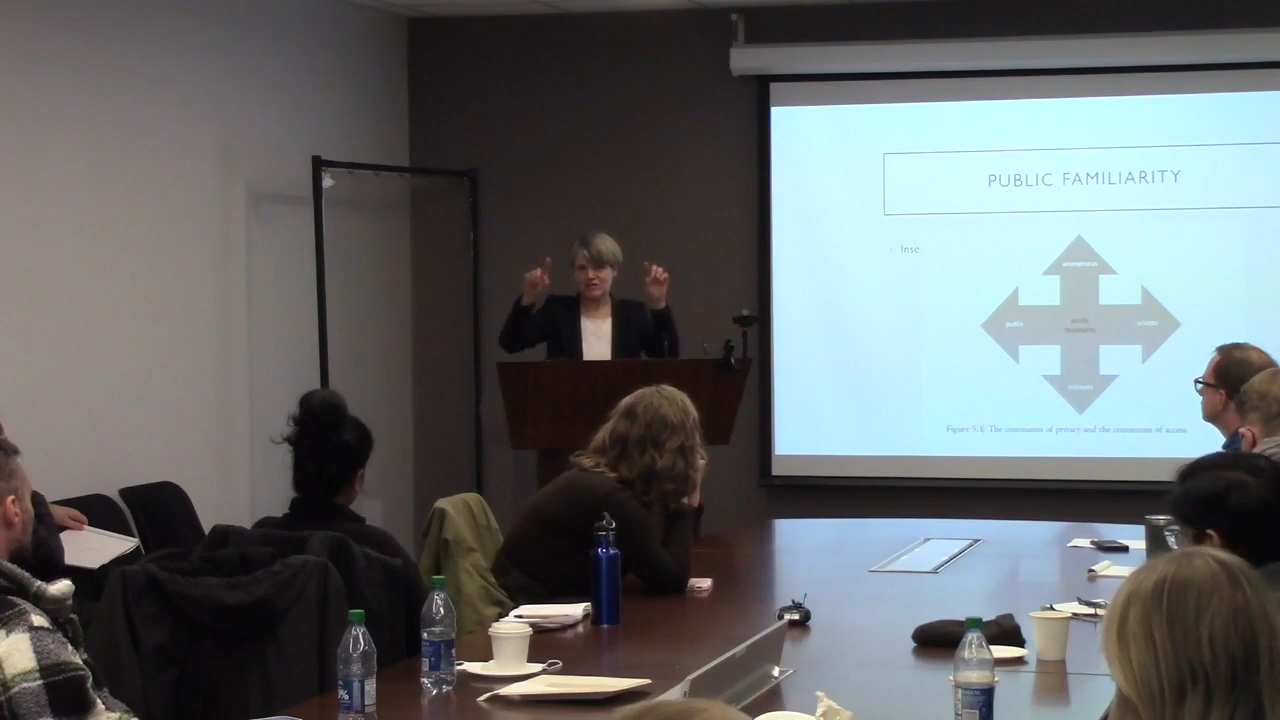 PUBLIC FAMILIARITY
Inse
anonymous
public
public
familiarity
private
intimate
Figure 5.1 The continuum of privacy and the continuum of access
%